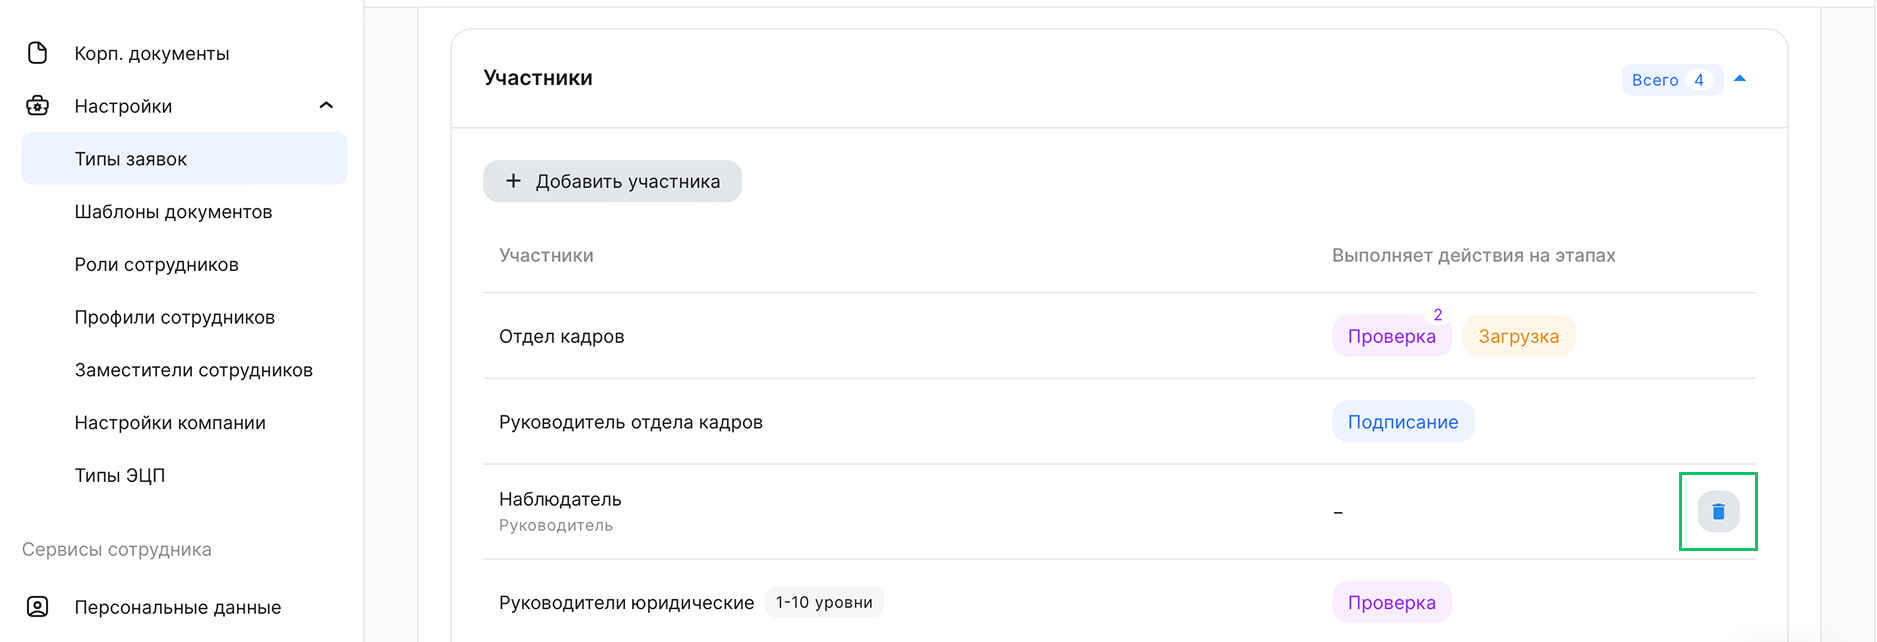 Корп. документы
Настройки
Типы заявок
Шаблоны документов
Роли сотрудников
Профили сотрудников
Заместители сотрудников
Настройки компании
Типы ЭЦП
Сервисы сотрудника
Персональные данные
Участники
Всего 4
+ Добавить участника
Участники Выполняет действия на этапах
Отдел кадров Проверка 2 Загрузка
Руководитель отдела кадров Подписание
Наблюдатель –
Руководитель
Руководители юридические 1-10 уровни Проверка